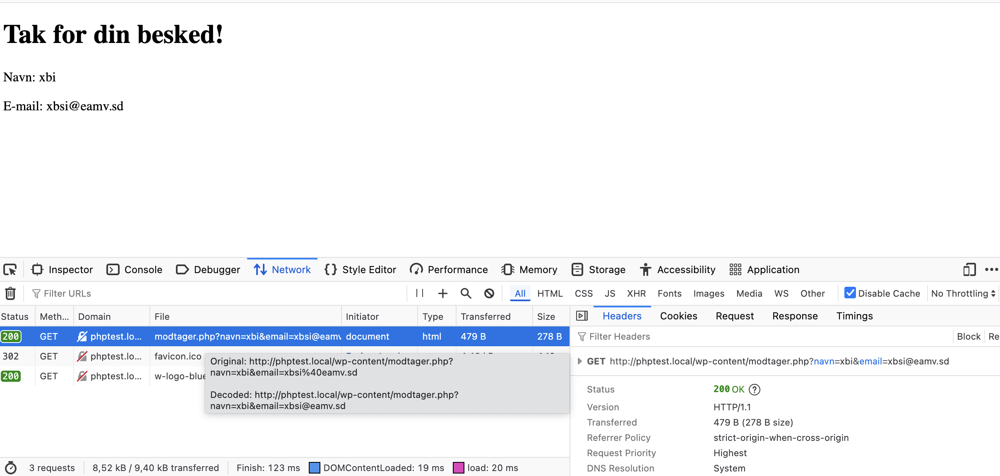 Tak for din besked!
Navn: xbi
E-mail: xbsi@eamv.sd
Inspector Console Debugger Network Style Editor Performance Memory Storage Accessibility Application
Filter URLs All HTML CSS JS XHR Fonts Images Media WS Other Disable Cache No Throttling
Status Meth... Domain File Initiator Type Transferred Size
200 GET phptest.lo... modtager.php?navn=xbi&email=xbsi@eamv document html 479 B 278 B
302 GET phptest.lo... favicon.ico
200 GET phptest.lo... w-logo-blue
Original: http://phptest.local/wp-content/modtager.php?
navn=xbi&email=xbsi%40eamv.sd
Decoded: http://phptest.local/wp-content/modtager.php?
navn=xbi&email=xbsi@eamv.sd
3 requests 8,52 kB / 9,40 kB transferred Finish: 123 ms DOMContentLoaded: 19 ms load: 20 ms
Headers Cookies Request Response Timings
Filter Headers Block Re
GET http://phptest.local/wp-content/modtager.php?navn=xbi&email=xbsi@eamv.sd
Status 200 OK
Version HTTP/1.1
Transferred 479 B (278 B size)
Referrer Policy strict-origin-when-cross-origin
Request Priority Highest
DNS Resolution System